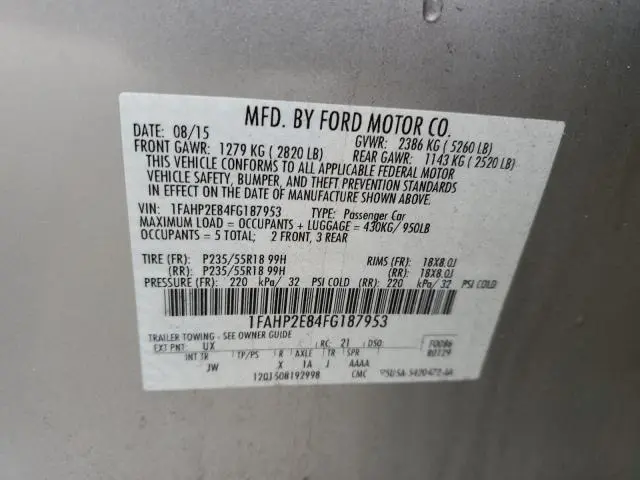 MFD. BY FORD MOTOR CO.
DATE: 08/15 GVWR: 2386 KG ( 5260 LB)
FRONT GAWR: 1279 KG ( 2820 LB) REAR GAWR: 1143 KG ( 2520 LB)
THIS VEHICLE CONFORMS TO ALL APPLICABLE FEDERAL MOTOR
VEHICLE SAFETY, BUMPER, AND THEFT PREVENTION STANDARDS
IN EFFECT ON THE DATE OF MANUFACTURE SHOWN ABOVE.
VIN: 1FAHP2E84FG187953 TYPE: Passenger Car
MAXIMUM LOAD = OCCUPANTS + LUGGAGE = 430KG/ 950LB
OCCUPANTS = 5 TOTAL; 2 FRONT, 3 REAR
TIRE (FR): P235/55R18 99H RIMS (FR): 18X8.0J
(RR): P235/55R18 99H (RR): 18X8.0J
PRESSURE (FR): 220 kPa/ 32 PSI COLD (RR): 220 kPa/ 32 PSI COLD
1FAHP2E84FG187953
TRAILER TOWING - SEE OWNER GUIDE
EXT PNT: UX RC: 21 DSO: F0086
R0129
INT TR TP/PS R AXLE TR SPR
JW X 1A J AAAA
12Q1508192998 CMC